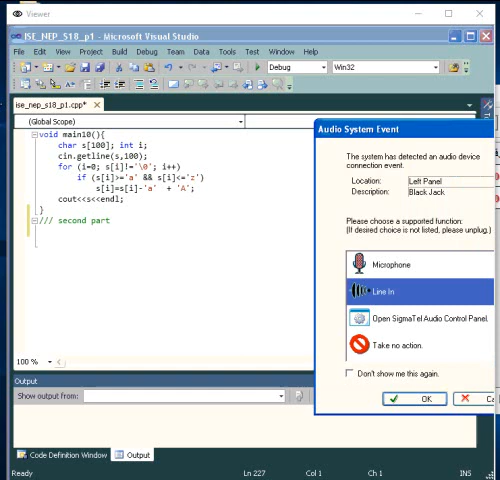 Viewer
ISE_NEP_S18_p1 - Microsoft Visual Studio
File Edit View Project Build Debug Team Data Tools Test Window Help
Debug Win32
ise_nep_s18_p1.cpp* ×
(Global Scope)
void main10(){
char s[100]; int i;
cin.getline(s,100);
for (i=0; s[i]!='\0'; i++)
if (s[i]>='a' && s[i]<='z')
s[i]=s[i]-'a' + 'A';
cout<<s<<endl;
}
/// second part
100 %
Audio System Event
The system has detected an audio device
connection event.
Location: Left Panel
Description: Black Jack
Please choose a supported function:
(If desired choice is not listed, please unplug.)
Microphone
Line In
Open SigmaTel Audio Control Panel.
Take no action.
Don't show me this again.
OK Ca
Output
Show output from:
Code Definition Window Output
Ready Ln 227 Col 1 Ch 1 INS